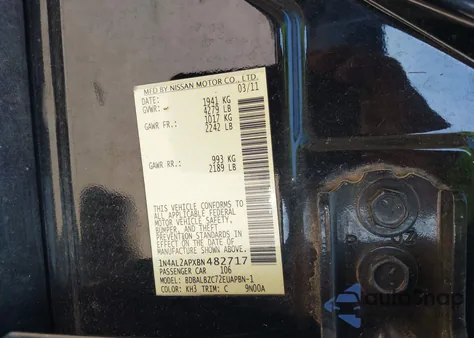 MFD BY NISSAN MOTOR CO., LTD.
DATE: 03/11
GVWR: 1941 KG
4279 LB
GAWR FR.: 1017 KG
2242 LB
GAWR RR.: 993 KG
2189 LB
THIS VEHICLE CONFORMS TO
ALL APPLICABLE FEDERAL
MOTOR VEHICLE SAFETY,
BUMPER, AND THEFT
PREVENTION STANDARDS
IN EFFECT ON THE DATE OF
MANUFACTURE SHOWN ABOVE.
1N4AL2APXBN482717
PASSENGER CAR 106
MODEL: BDBALBZC72EUAPBN-1
COLOR: KH3 TRIM: C 9N00A
AutoSnap